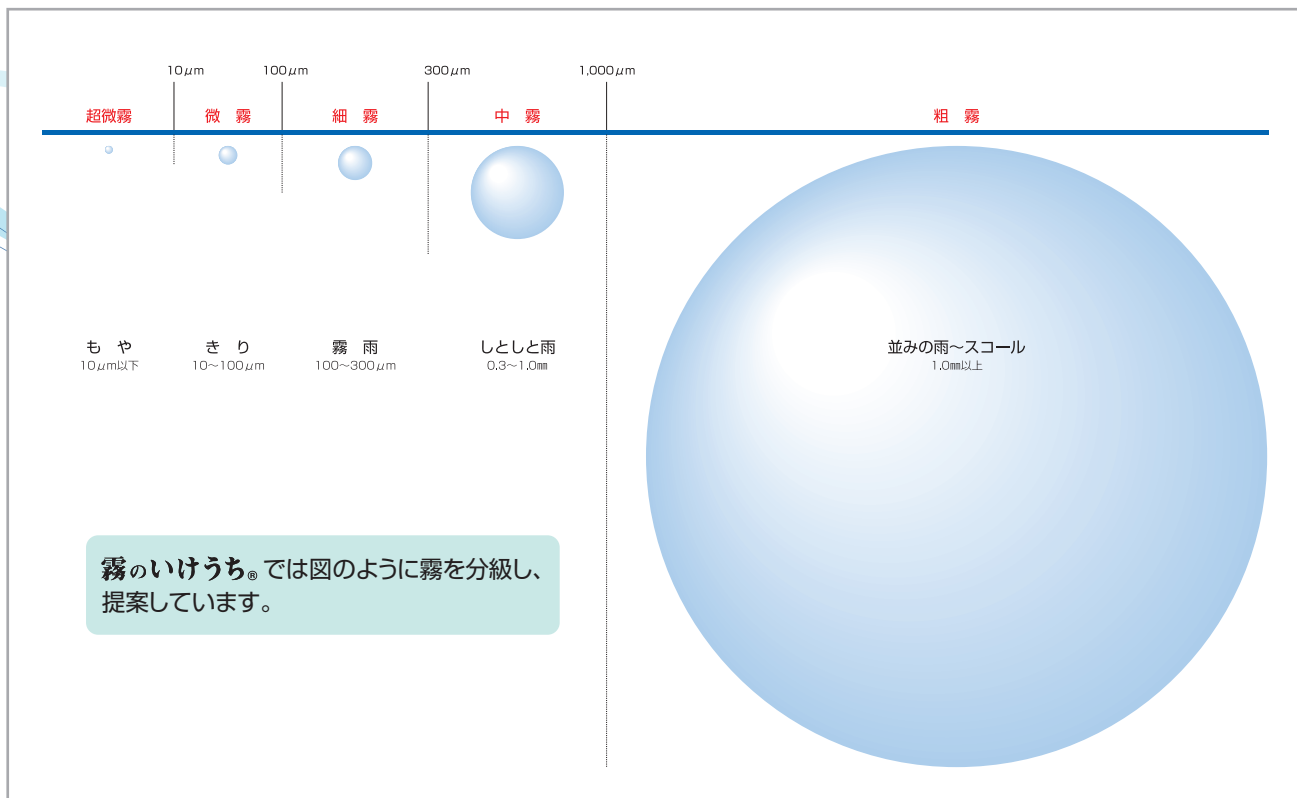 10μm 100μm 300μm 1,000μm
超微霧 微 霧 細 霧 中 霧 粗 霧
も や き り 霧 雨 しとしと雨 並みの雨～スコール
10μm以下 10～100μm 100～300μm 0.3～1.0㎜ 1.0㎜以上
霧のいけうち® では図のように霧を分級し、
提案しています。